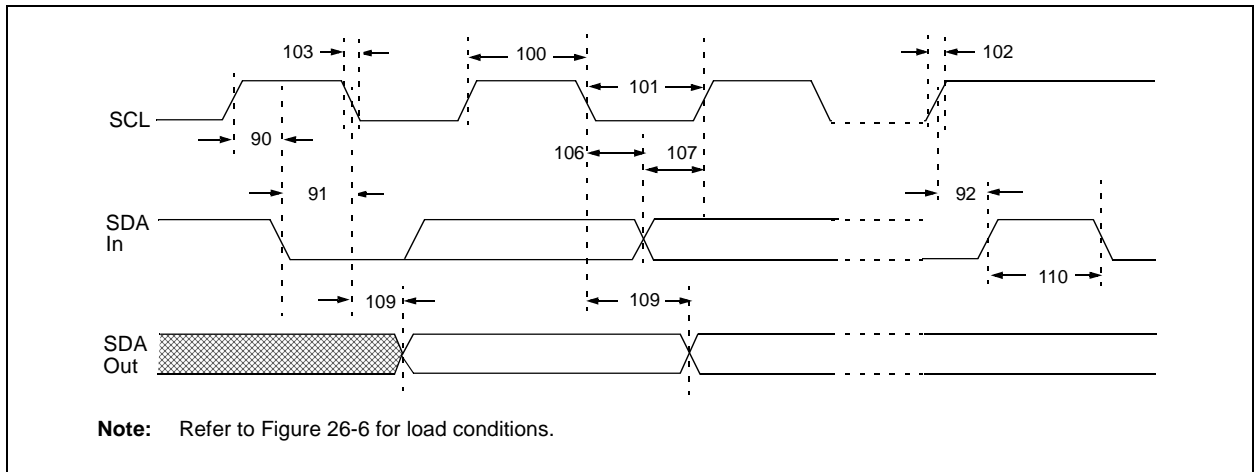 103 100 102
101
SCL
90 106 107
91 92
SDA
In
110
109 109
SDA
Out
Note: Refer to Figure 26-6 for load conditions.